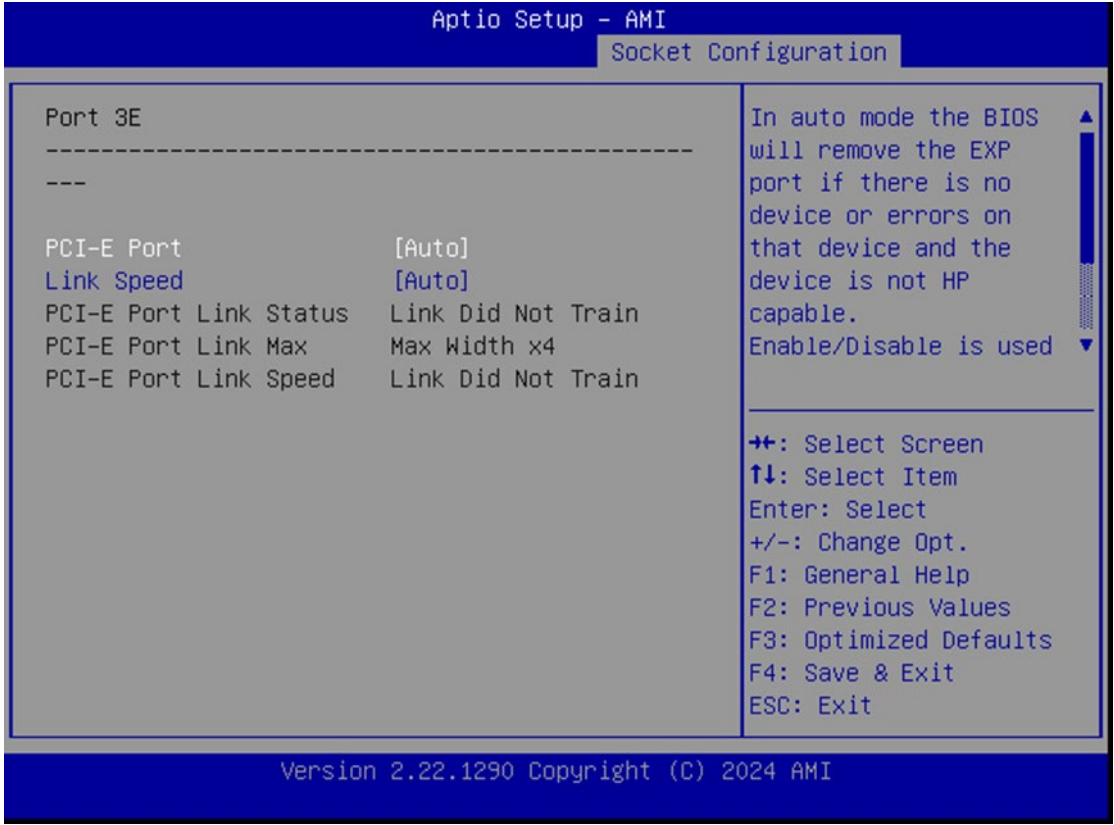 Aptio Setup – AMI
Socket Configuration
Port 3E
-----------------------------------------------
---
PCI-E Port [Auto]
Link Speed [Auto]
PCI-E Port Link Status Link Did Not Train
PCI-E Port Link Max Max Width x4
PCI-E Port Link Speed Link Did Not Train
In auto mode the BIOS
will remove the EXP
port if there is no
device or errors on
that device and the
device is not HP
capable.
Enable/Disable is used
→←: Select Screen
↑↓: Select Item
Enter: Select
+/-: Change Opt.
F1: General Help
F2: Previous Values
F3: Optimized Defaults
F4: Save & Exit
ESC: Exit
Version 2.22.1290 Copyright (C) 2024 AMI